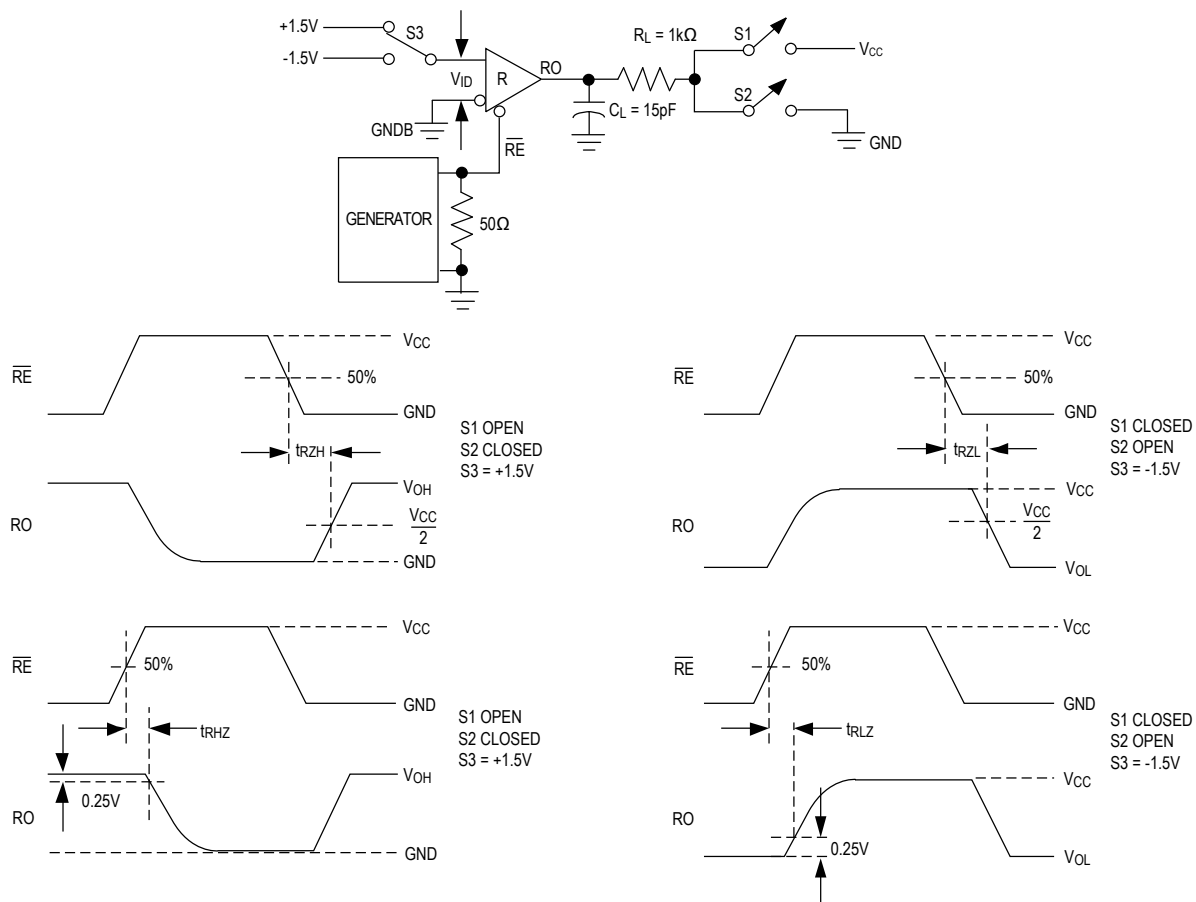 +1.5V
S3
-1.5V
VID
R
RO
RL = 1kΩ
S1
VCC
S2
CL = 15pF
GND
GNDB
RE
GENERATOR
50Ω
RE
VCC
50%
GND
tRZH
S1 OPEN
S2 CLOSED
S3 = +1.5V
RO
VOH
VCC
2
GND
RE
VCC
50%
GND
tRZL
S1 CLOSED
S2 OPEN
S3 = -1.5V
RO
VCC
VCC
2
VOL
RE
VCC
50%
GND
tRHZ
S1 OPEN
S2 CLOSED
S3 = +1.5V
RO
0.25V
VOH
GND
RE
VCC
50%
GND
tRLZ
S1 CLOSED
S2 OPEN
S3 = -1.5V
RO
VCC
0.25V
VOL